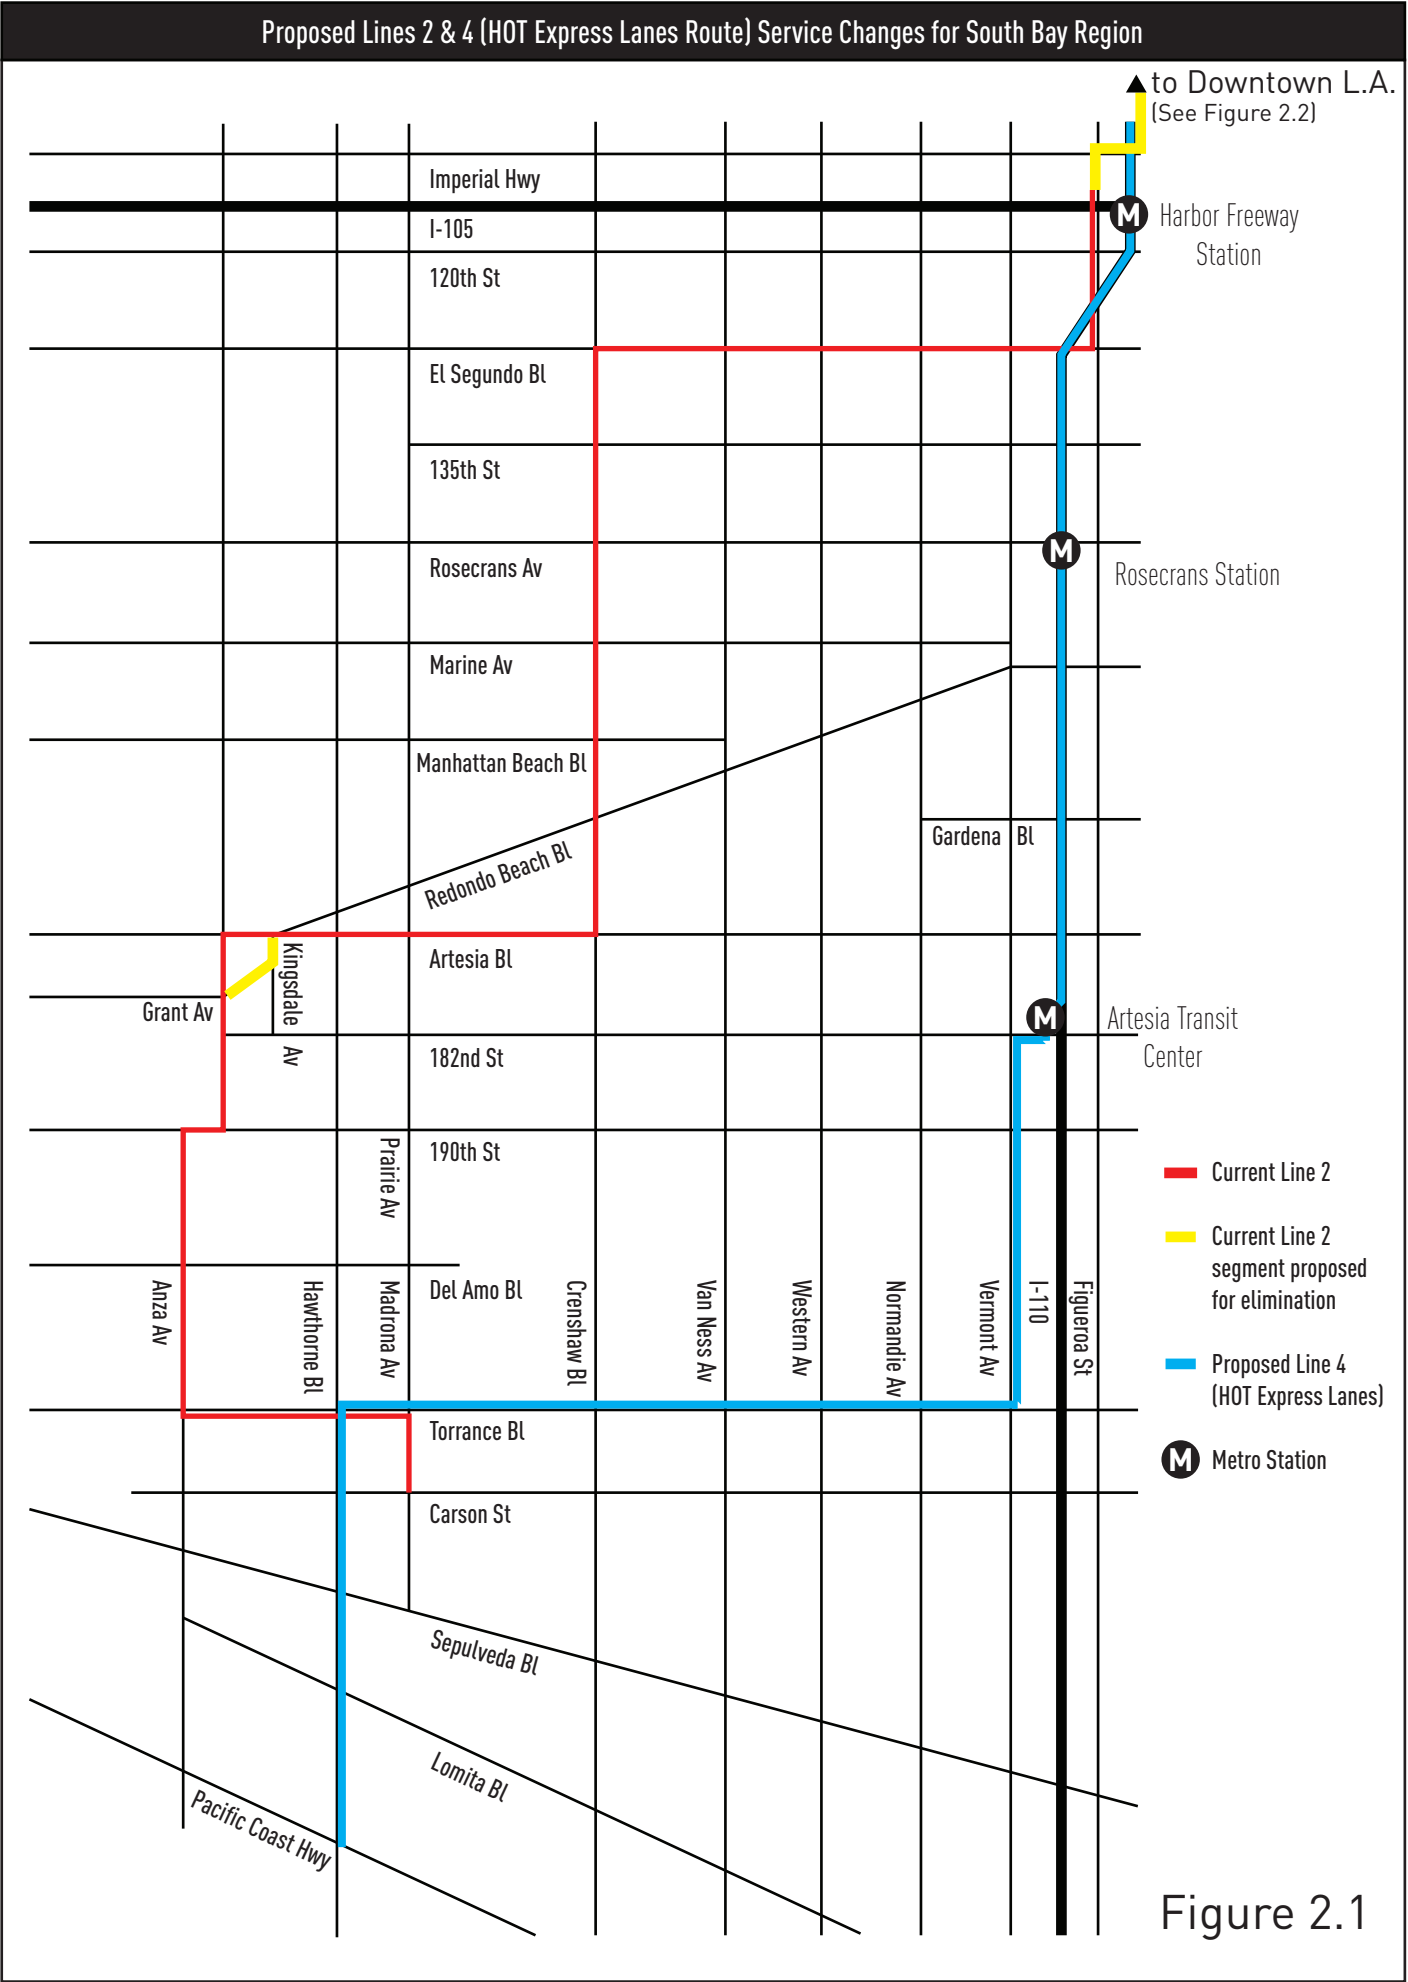 Proposed Lines 2 & 4 (HOT Express Lanes Route) Service Changes for South Bay Region
to Downtown L.A.
(See Figure 2.2)
Imperial Hwy
M
Harbor Freeway
Station
I-105
120th St
El Segundo Bl
135th St
M
Rosecrans Av
Rosecrans Station
Marine Av
Manhattan Beach Bl
Gardena Bl
Redondo Beach Bl
Kingsdale Av
Artesia Bl
Grant Av
M
Artesia Transit
Center
182nd St
Prairie Av
190th St
Anza Av
Hawthorne Bl
Madrona Av
Del Amo Bl
Crenshaw Bl
Van Ness Av
Western Av
Normandie Av
Vermont Av
I-110
Figueroa St
Current Line 2
Current Line 2
segment proposed
for elimination
Proposed Line 4
(HOT Express Lanes)
M Metro Station
Torrance Bl
Carson St
Sepulveda Bl
Lomita Bl
Pacific Coast Hwy
Figure 2.1